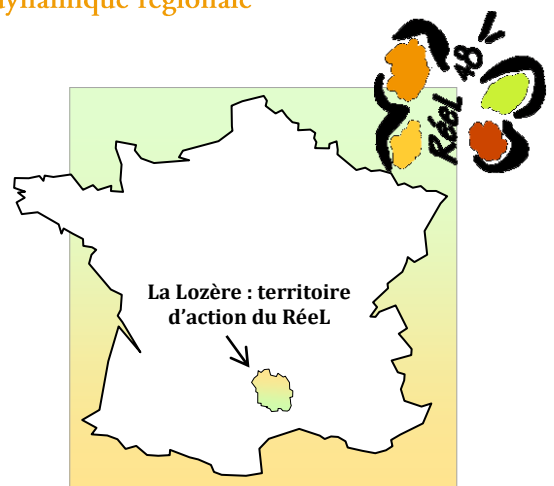 dynamique régionale
RéeL 48
La Lozère : territoire
d'action du RéeL